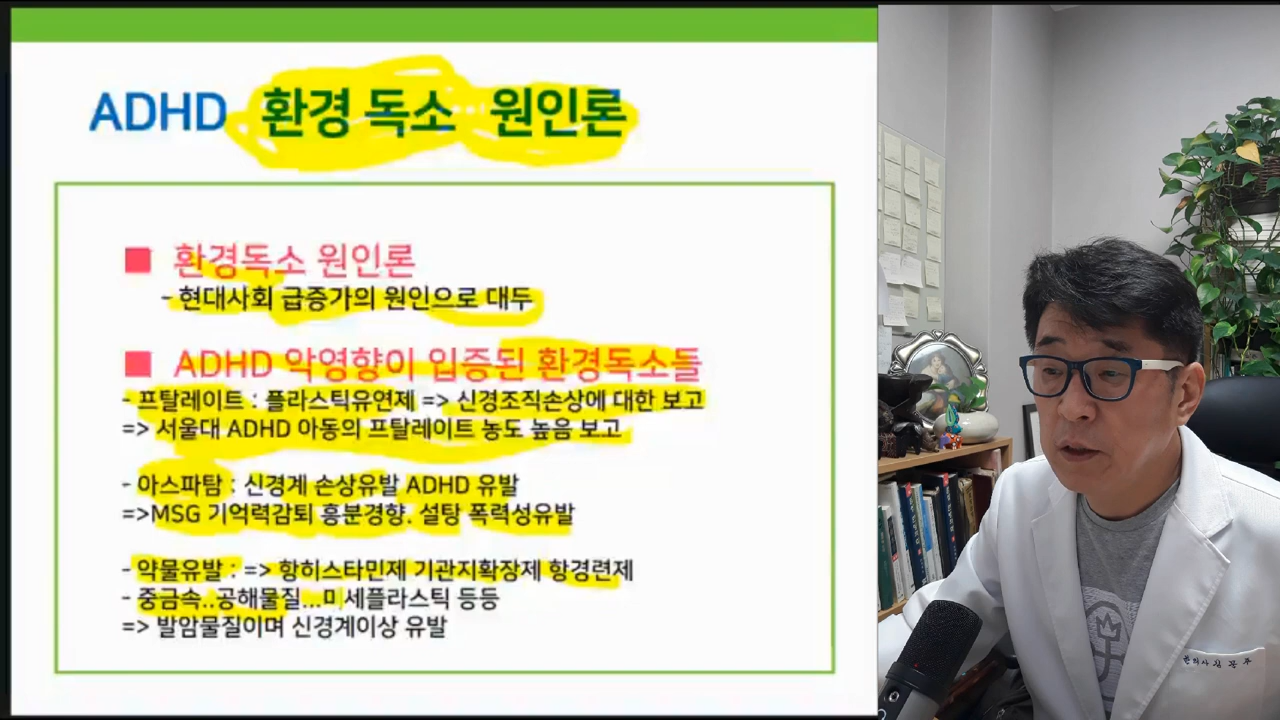 ADHD 환경 독소 원인론
■ 환경독소 원인론
- 현대사회 급증가의 원인으로 대두
■ ADHD 악영향이 입증된 환경독소들
- 프탈레이트 : 플라스틱유연제 => 신경조직손상에 대한 보고
=> 서울대 ADHD 아동의 프탈레이트 농도 높음 보고
- 아스파탐 : 신경계 손상유발 ADHD 유발
=>MSG 기억력감퇴 흥분경향. 설탕 폭력성유발
- 약물유발 : => 항히스타민제 기관지확장제 항경련제
- 중금속..공해물질...미세플라스틱 등등
=> 발암물질이며 신경계이상 유발